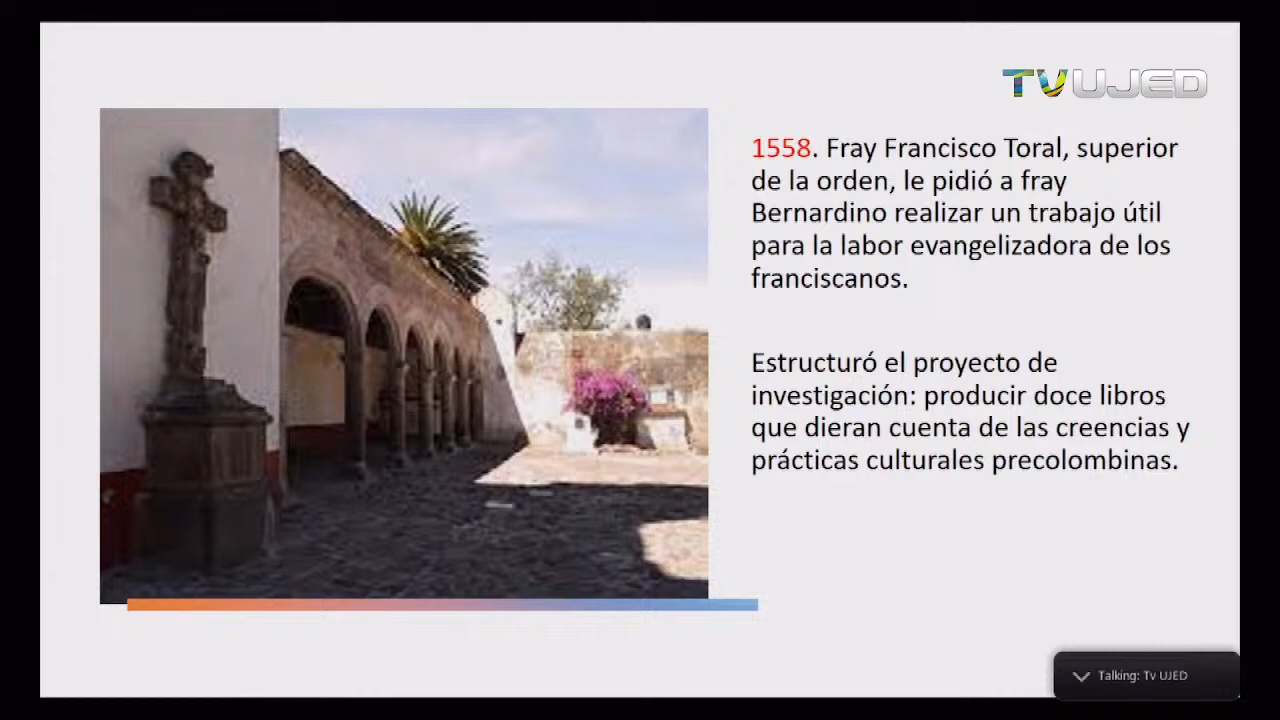 TV UJED
1558. Fray Francisco Toral, superior
de la orden, le pidió a fray
Bernardino realizar un trabajo útil
para la labor evangelizadora de los
franciscanos.
Estructuró el proyecto de
investigación: producir doce libros
que dieran cuenta de las creencias y
prácticas culturales precolombinas.
Talking: Tv UJED